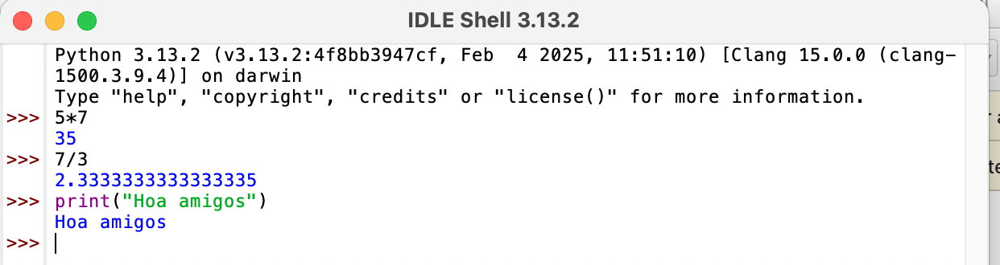 IDLE Shell 3.13.2
Python 3.13.2 (v3.13.2:4f8bb3947cf, Feb  4 2025, 11:51:10) [Clang 15.0.0 (clang-
1500.3.9.4)] on darwin
Type "help", "copyright", "credits" or "license()" for more information.
>>> 5*7
35
>>> 7/3
2.3333333333333335
>>> print("Hoa amigos")
Hoa amigos
>>>